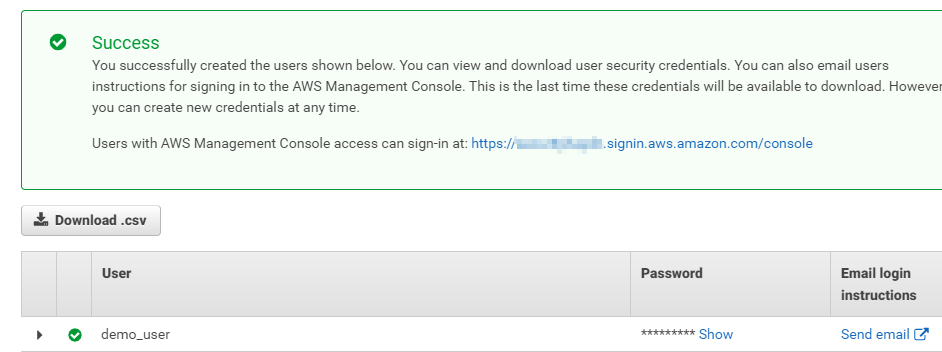 Success
You successfully created the users shown below. You can view and download user security credentials. You can also email users
instructions for signing in to the AWS Management Console. This is the last time these credentials will be available to download. However
you can create new credentials at any time.
Users with AWS Management Console access can sign-in at: https:// .signin.aws.amazon.com/console
Download .csv
User Password Email login
instructions
demo_user ********* Show Send email